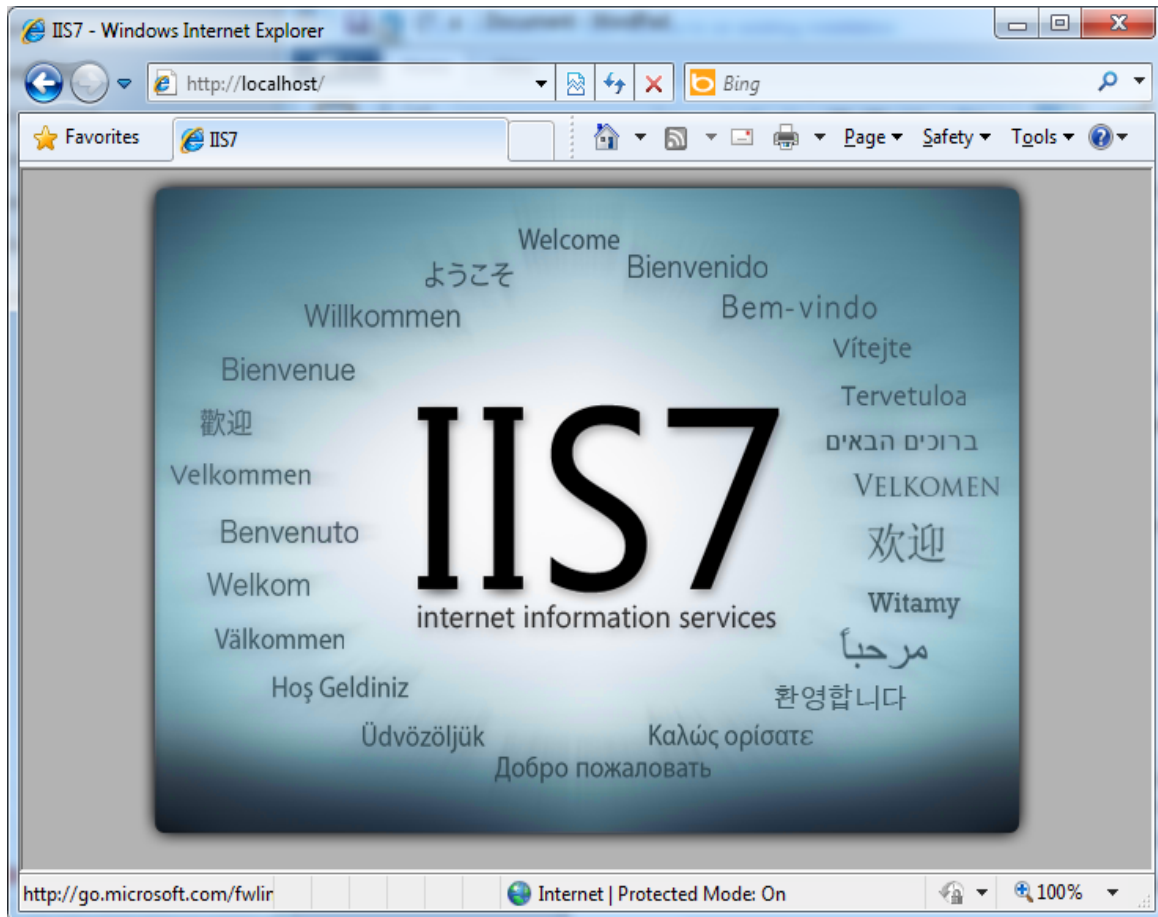 IIS7 - Windows Internet Explorer
http://localhost/
Bing
Favorites
IIS7
Page
Safety
Tools
Welcome
ようこそ
Bienvenido
Willkommen
Bem-vindo
Vítejte
Bienvenue
Tervetuloa
歡迎
ברוכים הבאים
Velkommen
VELKOMEN
Benvenuto
欢迎
IIS7
Welkom
Witamy
internet information services
Välkommen
مرحباً
Hoş Geldiniz
환영합니다
Üdvözöljük
Καλώς ορίσατε
Добро пожаловать
http://go.microsoft.com/fwlin
Internet | Protected Mode: On
100%